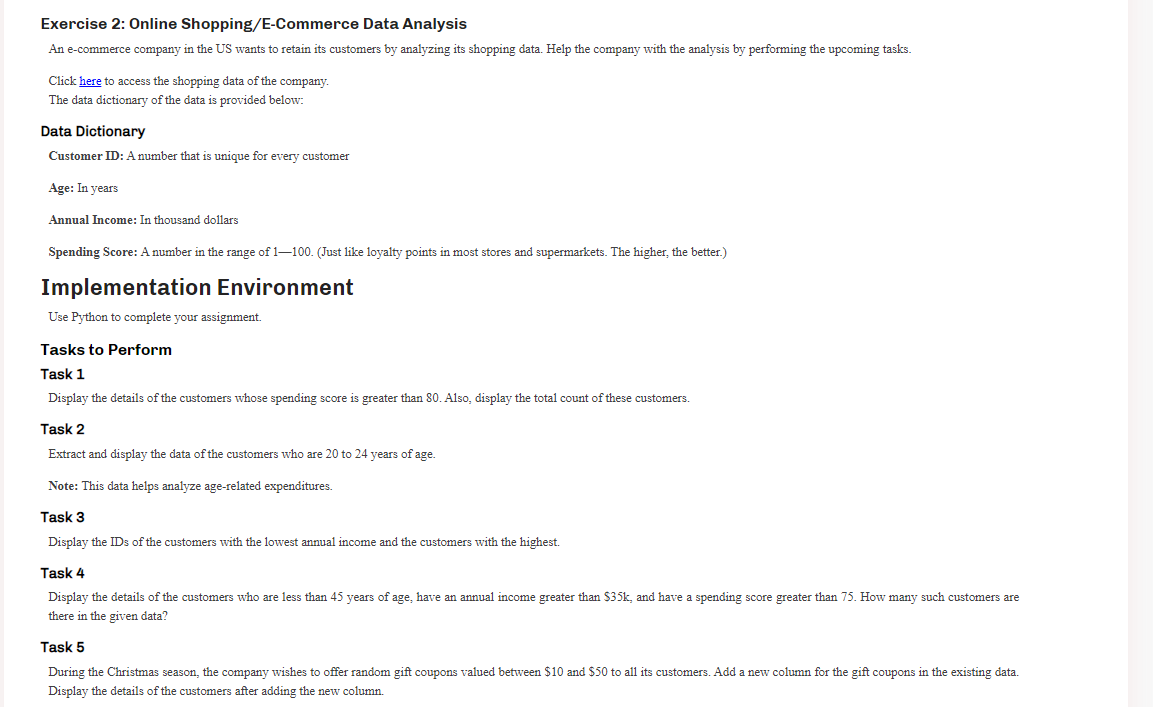 Exercise 2: Online Shopping/E-Commerce Data Analysis
An e-commerce company in the US wants to retain its customers by analyzing its shopping data. Help the company with the analysis by performing the upcoming tasks.
Click here to access the shopping data of the company.
The data dictionary of the data is provided below:
Data Dictionary
Customer ID: A number that is unique for every customer
Age: In years
Annual Income: In thousand dollars
Spending Score: A number in the range of 1—100. (Just like loyalty points in most stores and supermarkets. The higher, the better.)
Implementation Environment
Use Python to complete your assignment.
Tasks to Perform
Task 1
Display the details of the customers whose spending score is greater than 80. Also, display the total count of these customers.
Task 2
Extract and display the data of the customers who are 20 to 24 years of age.
Note: This data helps analyze age-related expenditures.
Task 3
Display the IDs of the customers with the lowest annual income and the customers with the highest.
Task 4
Display the details of the customers who are less than 45 years of age, have an annual income greater than $35k, and have a spending score greater than 75. How many such customers are
there in the given data?
Task 5
During the Christmas season, the company wishes to offer random gift coupons valued between $10 and $50 to all its customers. Add a new column for the gift coupons in the existing data.
Display the details of the customers after adding the new column.